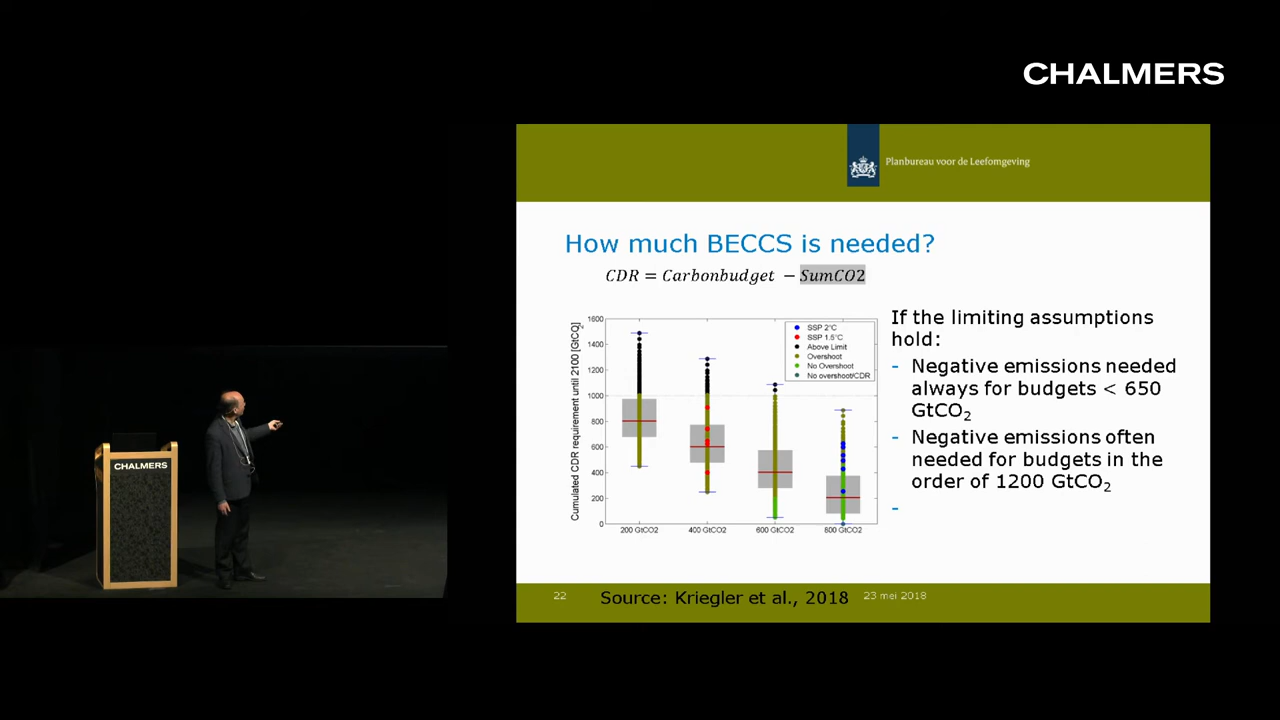 CHALMERS
Planbureau voor de Leefomgeving
How much BECCS is needed?
CDR = Carbonbudget − SumCO2
Cumulated CDR requirement until 2100 [GtCO2]
1600
1400
1200
1000
800
600
400
200
0
SSP 2°C
SSP 1.5°C
Above Limit
Overshoot
No Overshoot
No overshoot/CDR
200 GtCO2
400 GtCO2
600 GtCO2
800 GtCO2
If the limiting assumptions
hold:
- Negative emissions needed
always for budgets < 650
GtCO2
- Negative emissions often
needed for budgets in the
order of 1200 GtCO2
-
22
Source: Kriegler et al., 2018
23 mei 2018
CHALMERS